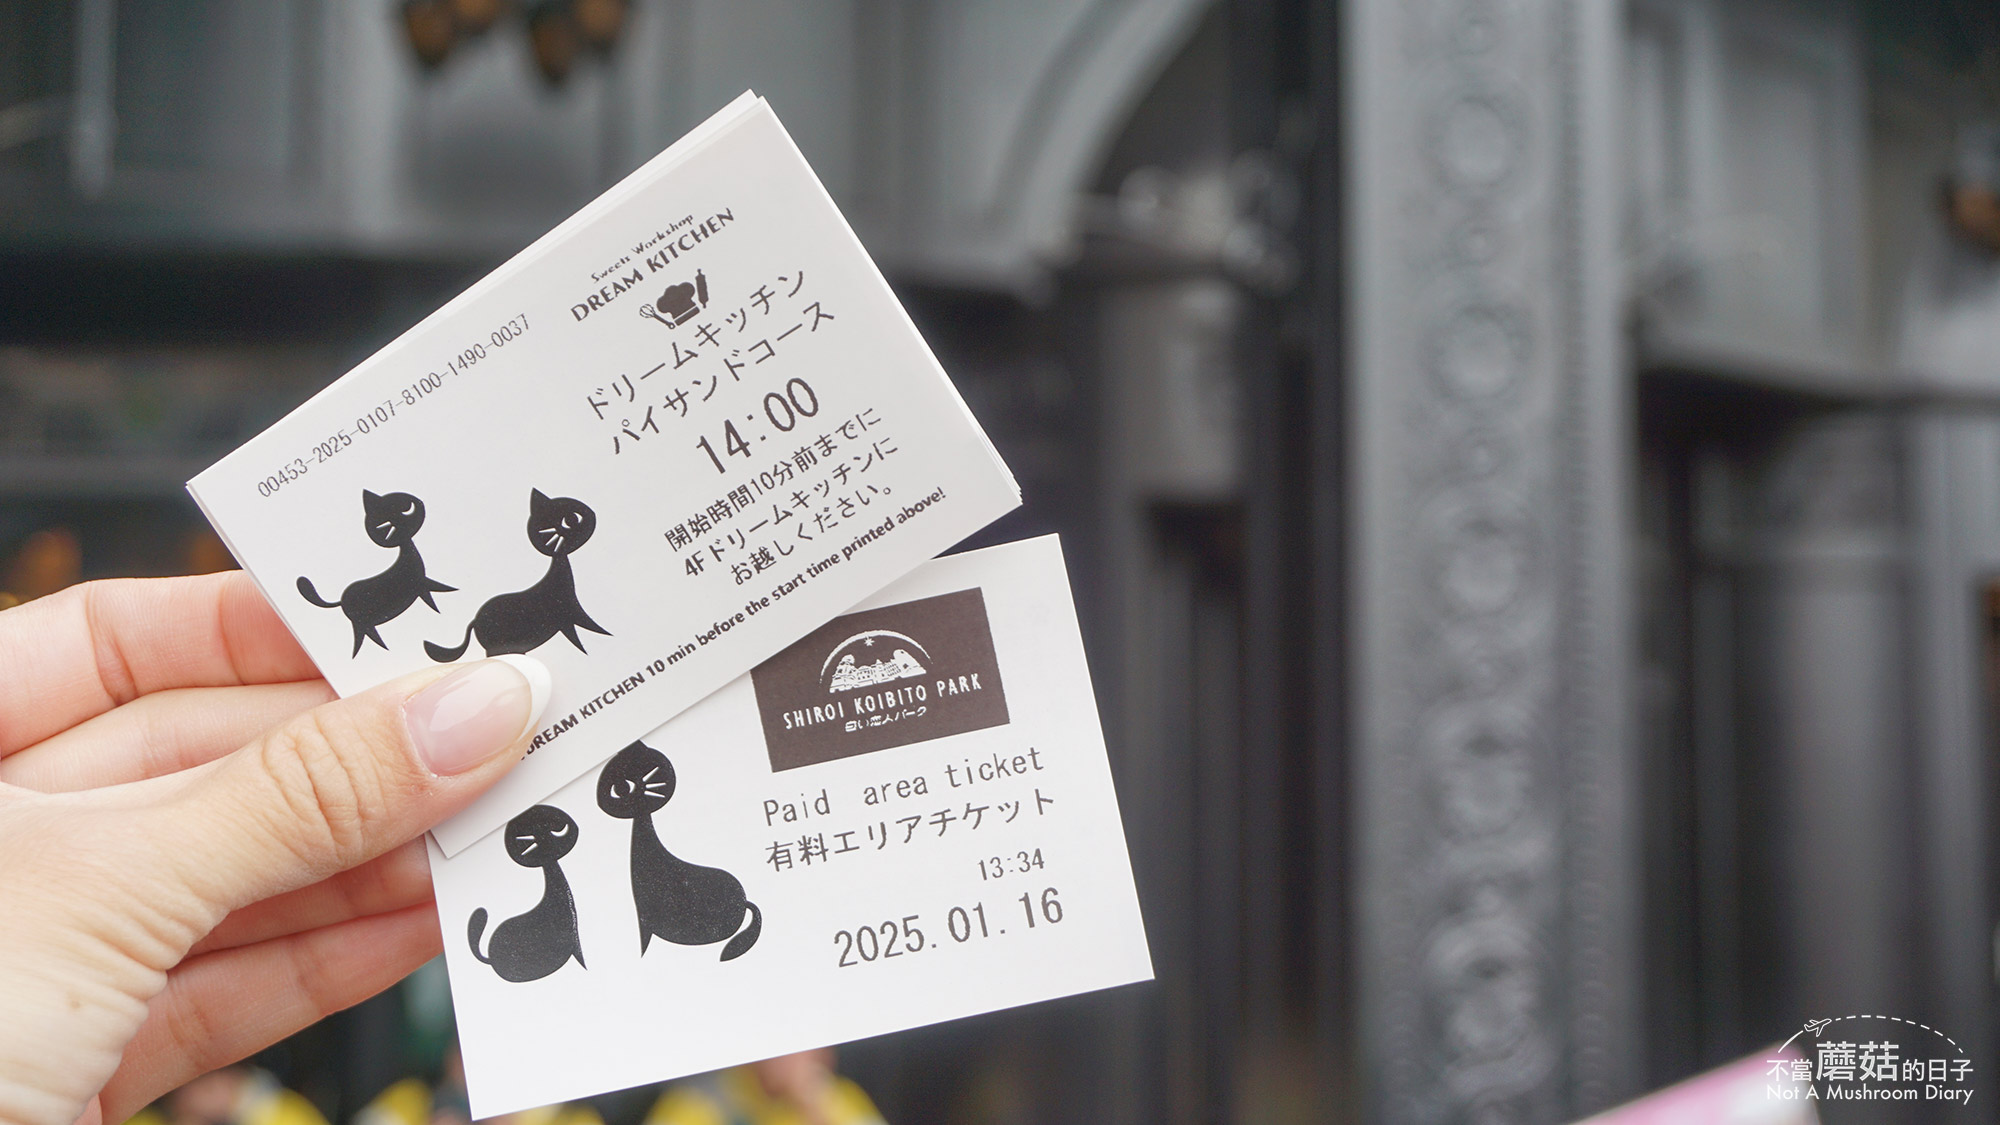 00453-2025-0107-8100-1490-0037
Sweets Workshop
DREAM KITCHEN
ドリームキッチン
パイサンドコース
14:00
開始時間10分前までに
4Fドリームキッチンに
お越しください。
DREAM KITCHEN 10 min before the start time printed above!
SHIROI KOIBITO PARK
白い恋人パーク
Paid area ticket
有料エリアチケット
13:34
2025.01.16
不當蘑菇的日子
Not A Mushroom Diary